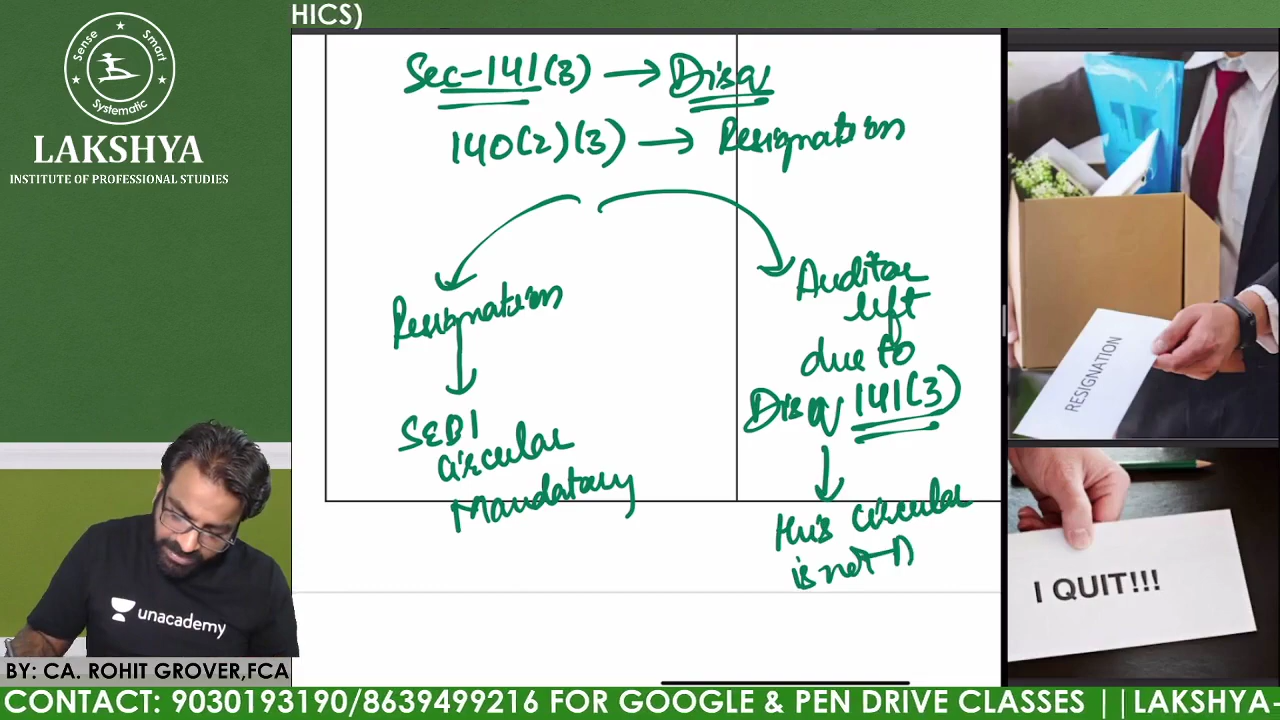 HICS)
Sense
Smart
Systematic
LAKSHYA
INSTITUTE OF PROFESSIONAL STUDIES
Sec-141(3) → Disq
140(2)(3) → Resignation
Resignation
SEBI
circular
Mandatory
Auditor
left
due to
Disq 141(3)
this circular
is not A
RESIGNATION
I QUIT!!!
unacademy
BY: CA. ROHIT GROVER,FCA
CONTACT: 9030193190/8639499216 FOR GOOGLE & PEN DRIVE CLASSES ||LAKSHYA-